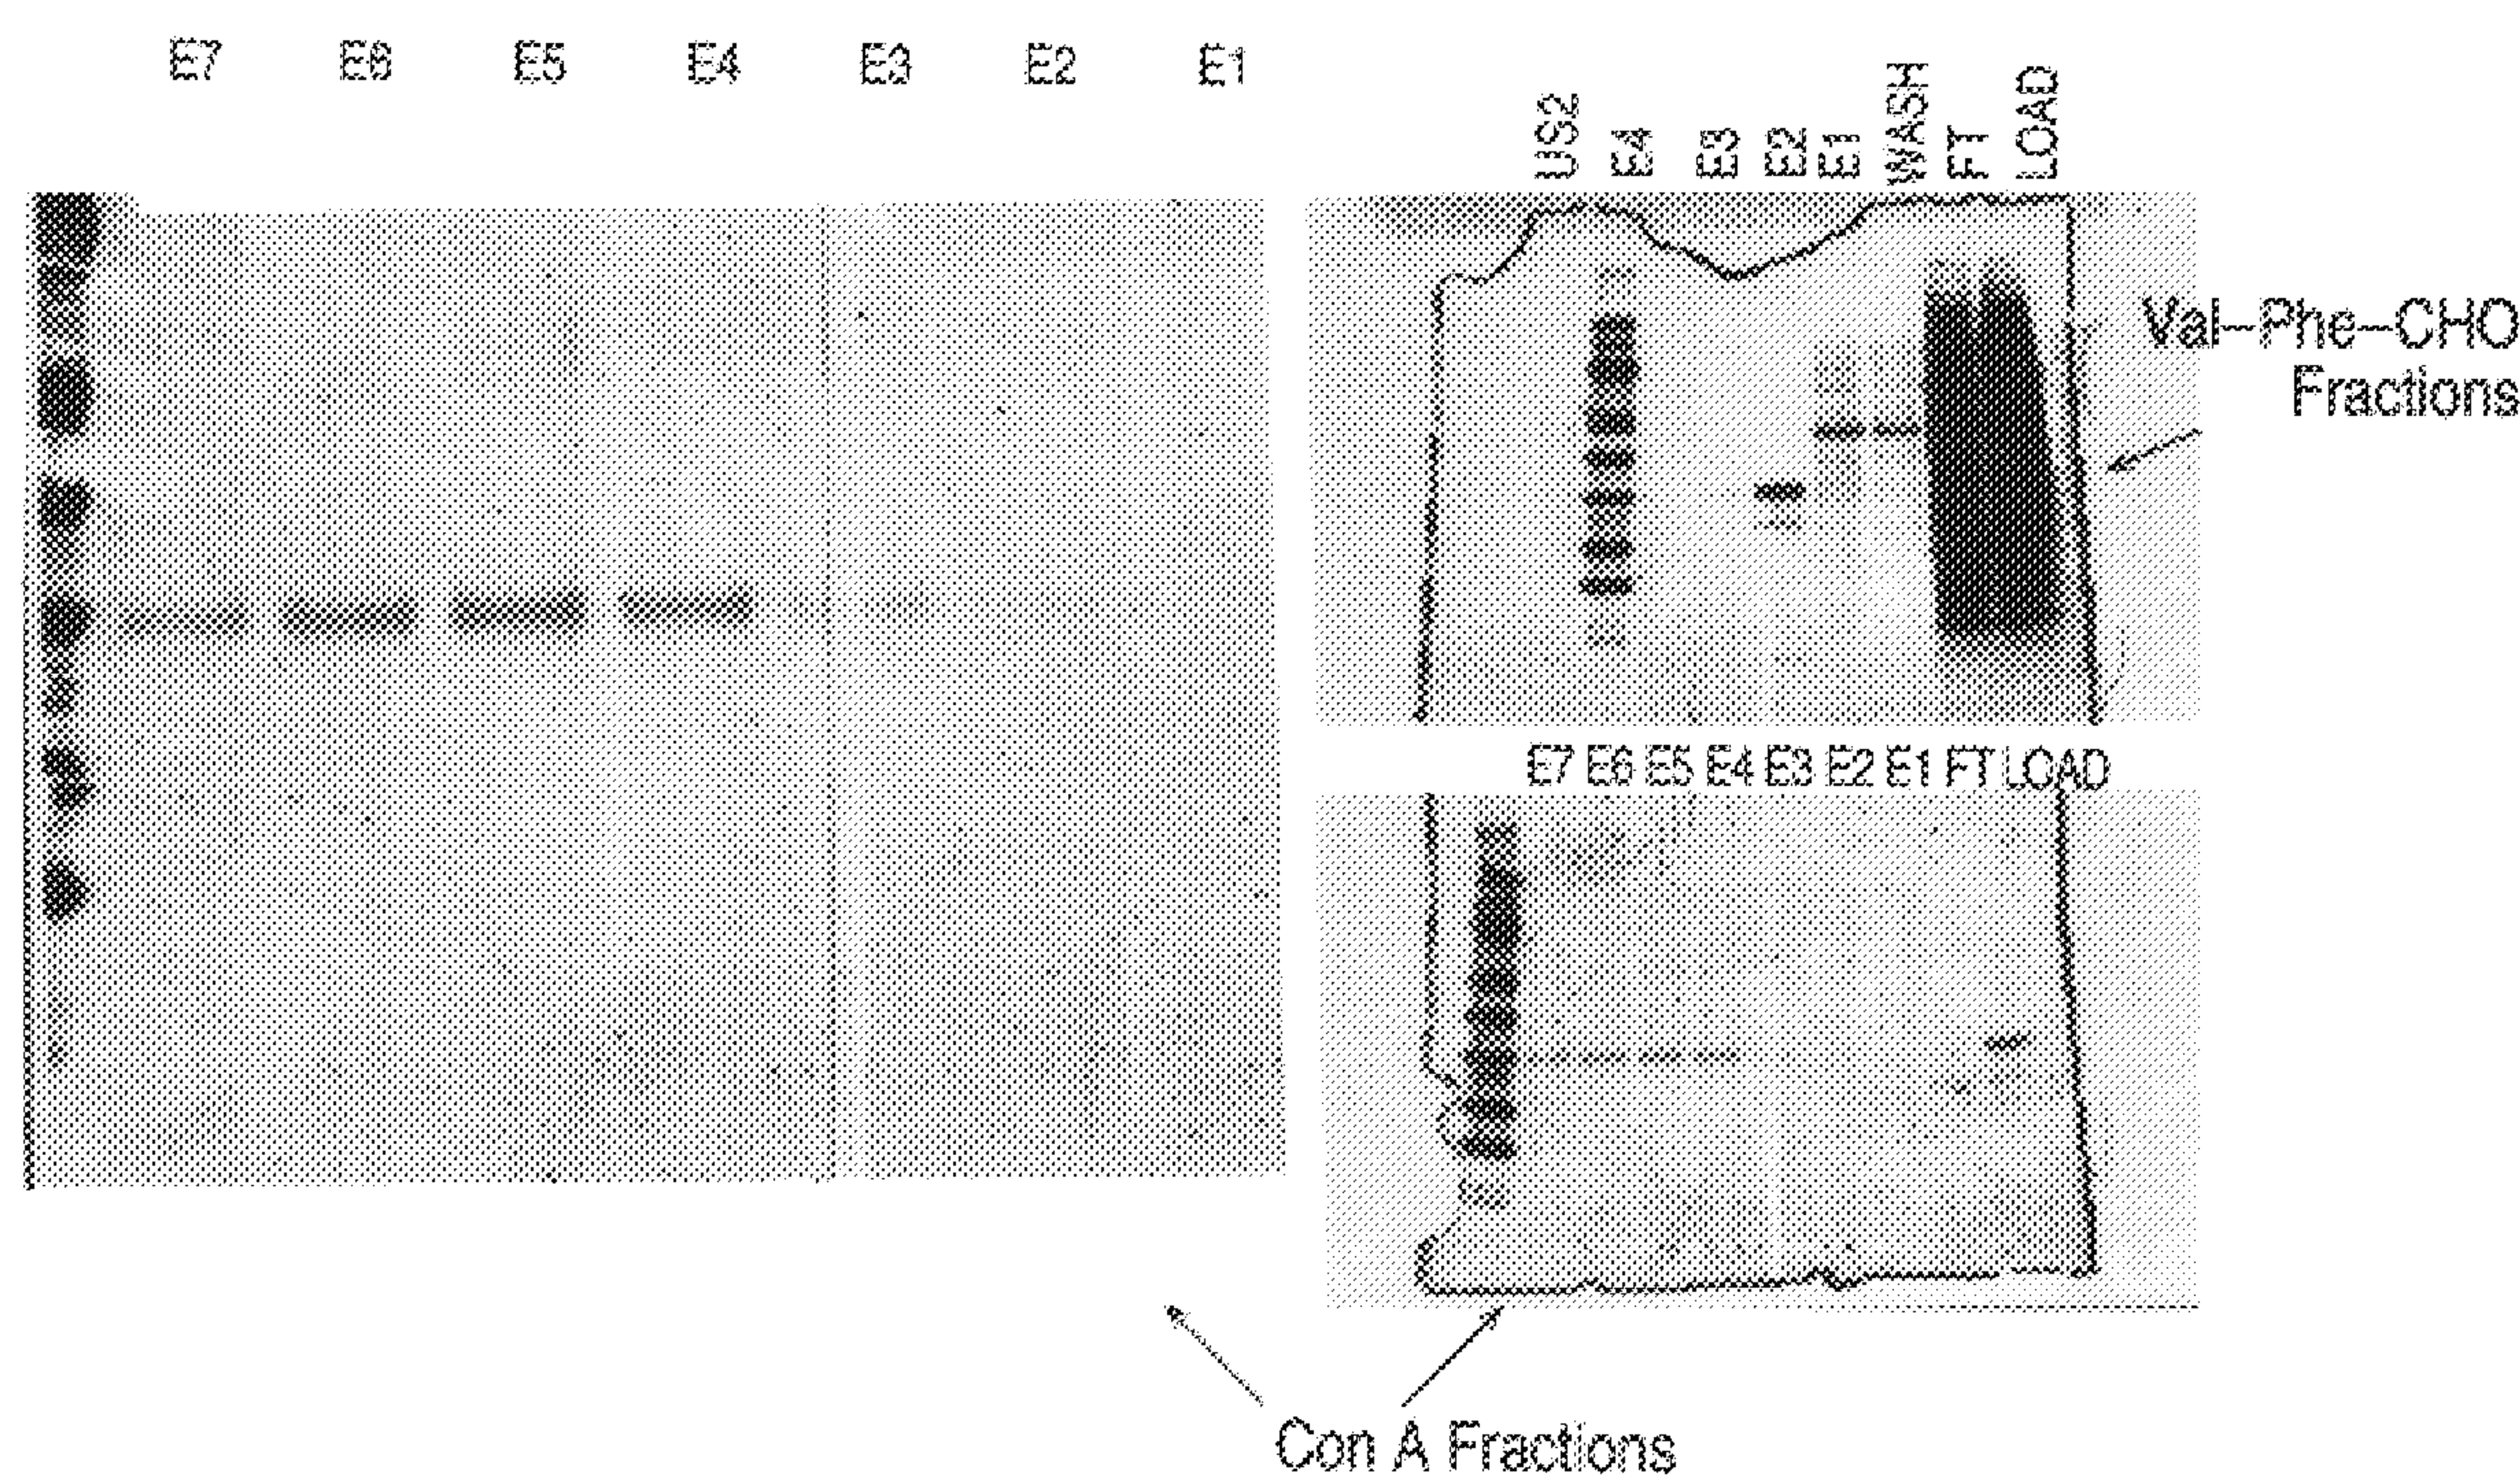 E7 E6 E5 E4 E3 E2 E1
US2 E4 E3 E2 E1 WASH FT LOAD
Val–Phe–CHO
Fractions
E7 E6 E5 E4 E3 E2 E1 FT LOAD
Con A Fractions